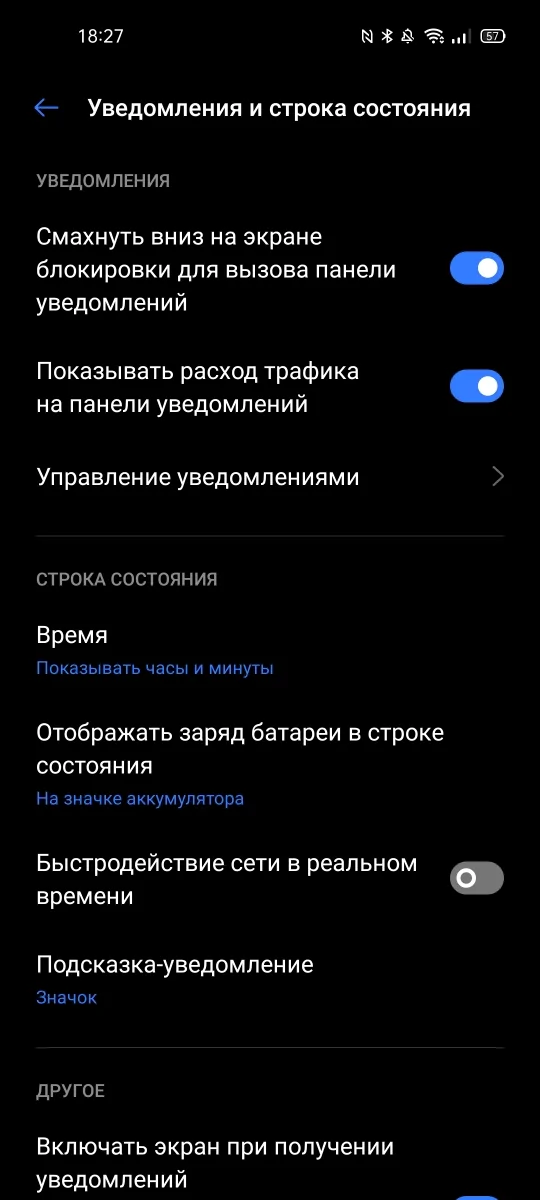 18:27
57
Уведомления и строка состояния
УВЕДОМЛЕНИЯ
Смахнуть вниз на экране
блокировки для вызова панели
уведомлений
Показывать расход трафика
на панели уведомлений
Управление уведомлениями
СТРОКА СОСТОЯНИЯ
Время
Показывать часы и минуты
Отображать заряд батареи в строке
состояния
На значке аккумулятора
Быстродействие сети в реальном
времени
Подсказка-уведомление
Значок
ДРУГОЕ
Включать экран при получении
уведомлений